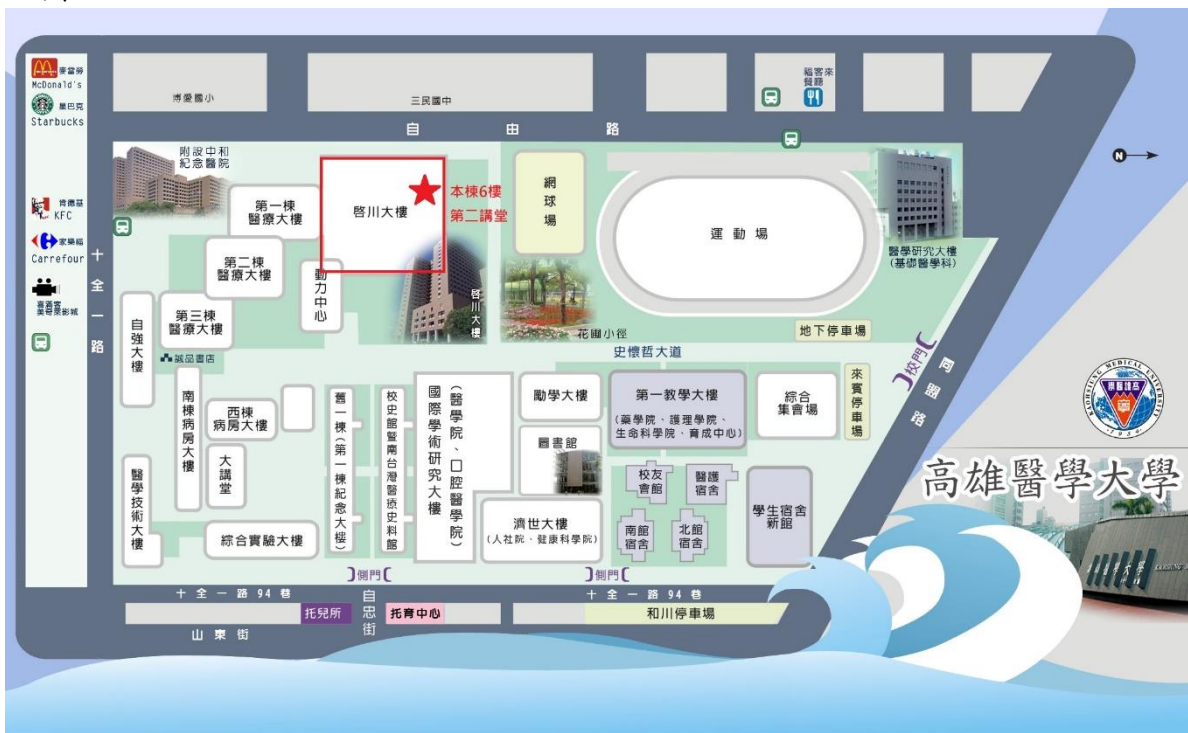 麥當勞
McDonald's
星巴克
Starbucks
肯德基
KFC
家樂福
Carrefour
喜滿客
美奇萊影城
博愛國小
三民國中
福客來
餐廳
自由路
N
十全一路
附設中和
紀念醫院
第一棟
醫療大樓
啓川大樓
本棟6樓
第二講堂
網球場
運動場
醫學研究大樓
(基礎醫學科)
第二棟
醫療大樓
動力中心
啓川大樓
第三棟
醫療大樓
自強大樓
誠品書店
花園小徑
地下停車場
史懷哲大道
校門
同盟路
南棟病房大樓
西棟
病房大樓
大講堂
舊一棟(第一棟紀念大樓)
校史館暨南台灣醫療史料館
國際學術研究大樓
(醫學院、口腔醫學院)
勵學大樓
圖書館
第一教學大樓
(藥學院、護理學院、
生命科學院、育成中心)
綜合
集會場
來賓停車場
醫學技術大樓
綜合實驗大樓
濟世大樓
(人社院、健康科學院)
校友
會館
醫護
宿舍
南館
宿舍
北館
宿舍
學生宿舍
新館
側門
側門
十全一路94巷
十全一路94巷
托兒所
自忠街
托育中心
和川停車場
山東街
KAOHSIUNG MEDICAL UNIVERSITY
1954
高雄醫學大學